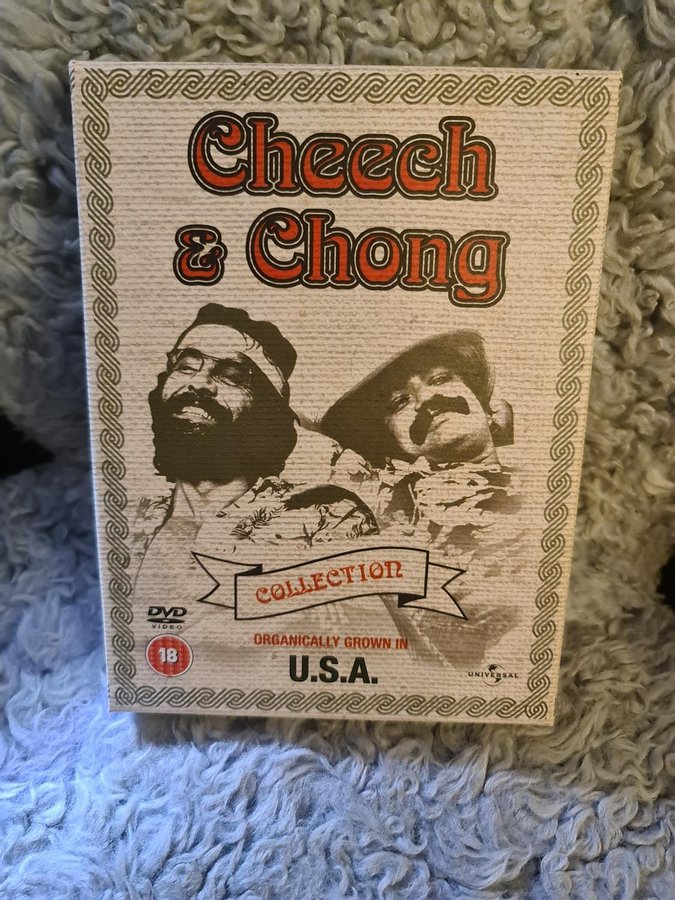 Cheech
& Chong
COLLECTION
DVD
VIDEO
18
ORGANICALLY GROWN IN
U.S.A.
UNIVERSAL